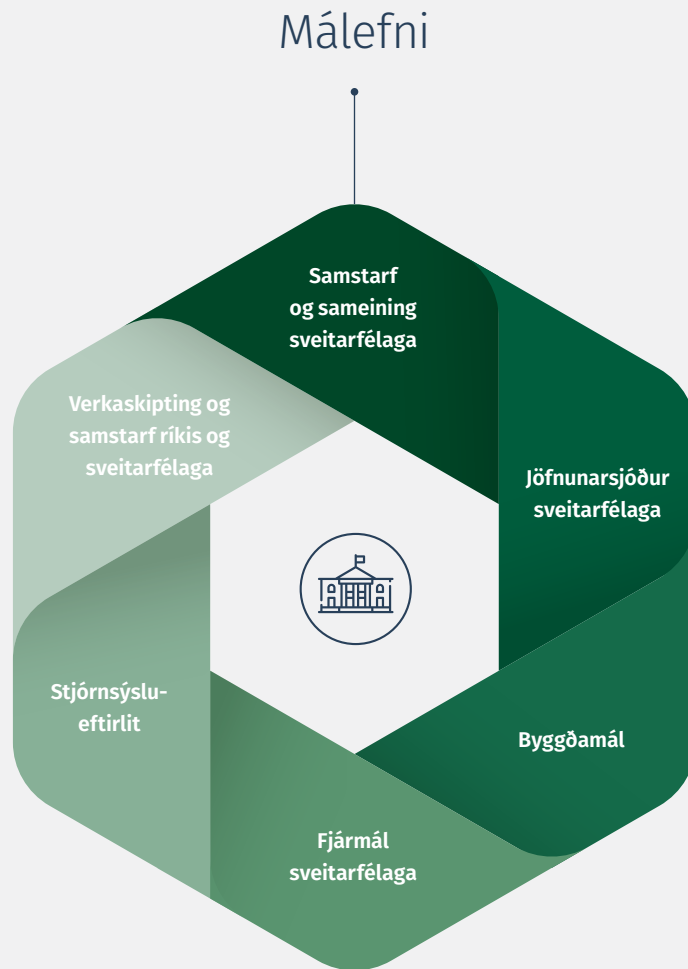 Málefni
Samstarf
og sameining
sveitarfélaga
Verkaskipting og
samstarf ríkis og
sveitarfélaga
Jöfnunarsjóður
sveitarfélaga
Stjórnsýslu-
eftirlit
Byggðamál
Fjármál
sveitarfélaga